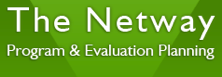 The Netway
Program & Evaluation Planning